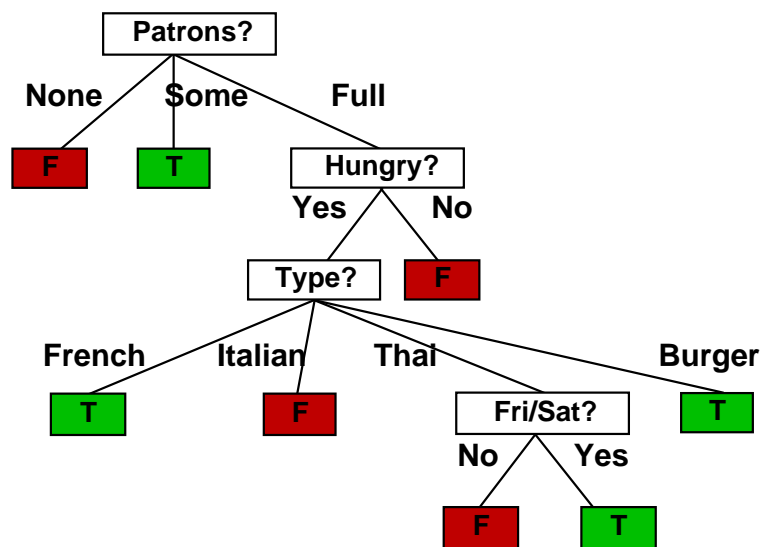 Patrons?
None Some Full
F T Hungry?
Yes No
Type? F
French Italian Thai Burger
T F Fri/Sat? T
No Yes
F T